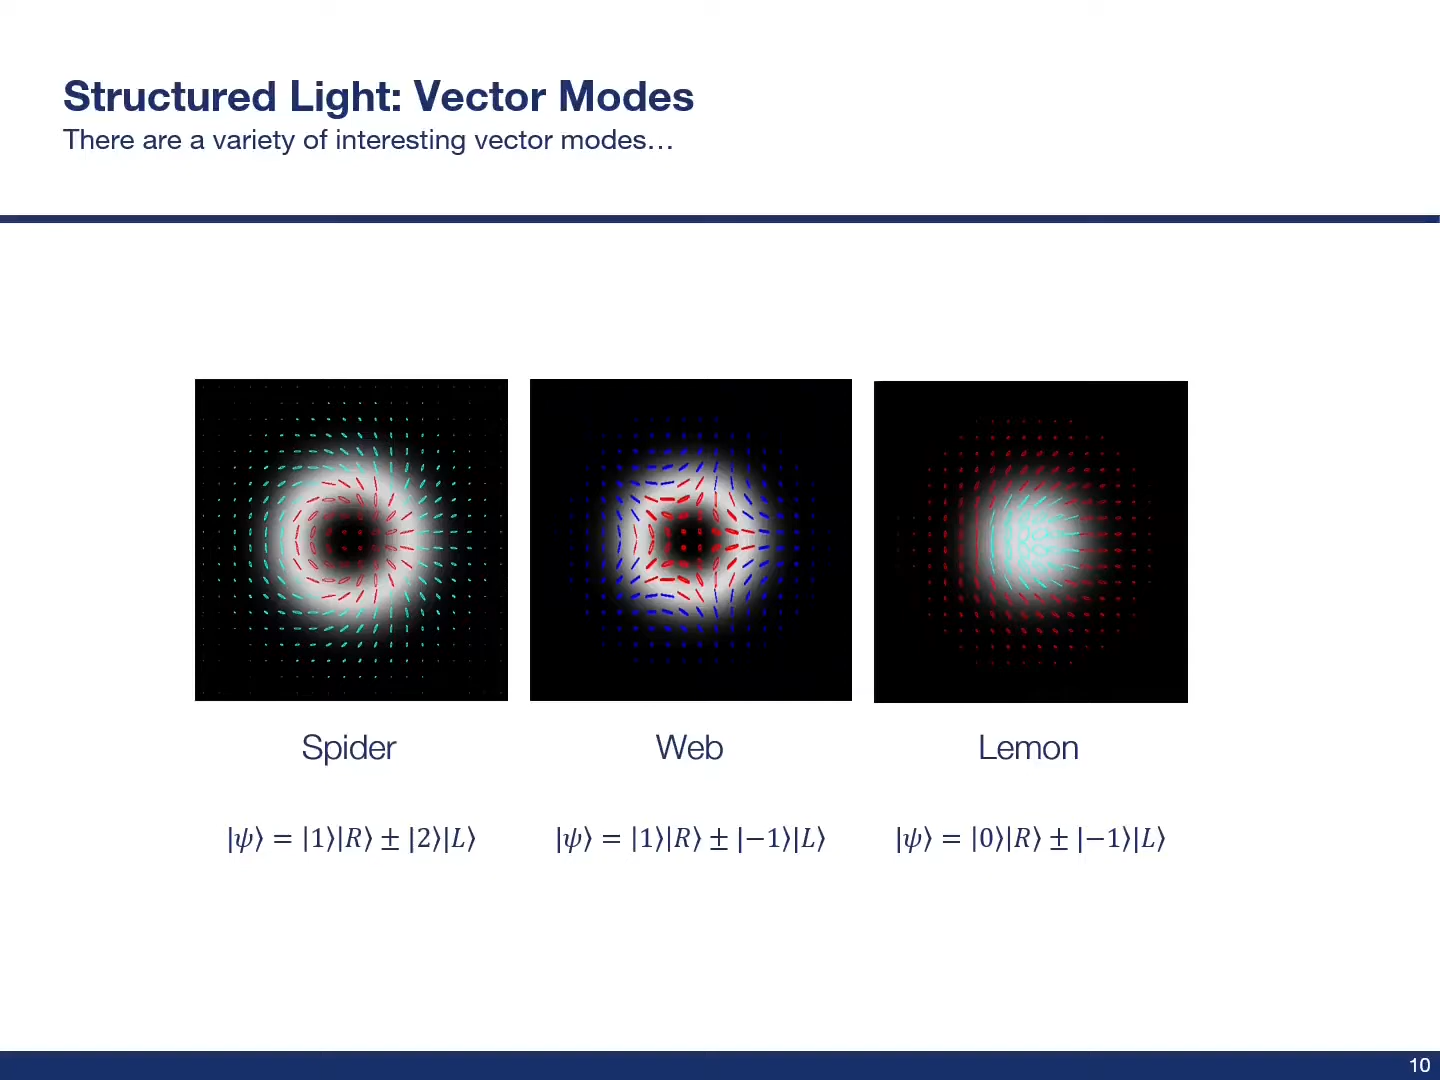 Structured Light: Vector Modes
There are a variety of interesting vector modes…
Spider
Web
Lemon
|ψ⟩ = |1⟩|R⟩ ± |2⟩|L⟩
|ψ⟩ = |1⟩|R⟩ ± |−1⟩|L⟩
|ψ⟩ = |0⟩|R⟩ ± |−1⟩|L⟩
10